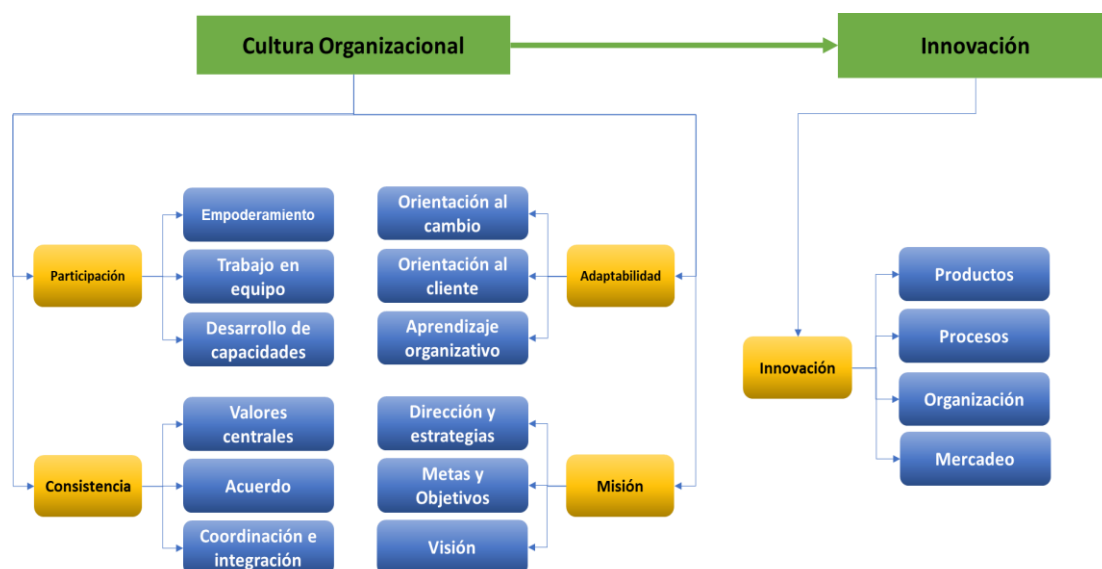 Cultura Organizacional
Innovación
Participación
Empoderamiento
Trabajo en
equipo
Desarrollo de
capacidades
Orientación al
cambio
Orientación al
cliente
Aprendizaje
organizativo
Adaptabilidad
Consistencia
Valores
centrales
Acuerdo
Coordinación e
integración
Dirección y
estrategias
Metas y
Objetivos
Visión
Misión
Innovación
Productos
Procesos
Organización
Mercadeo